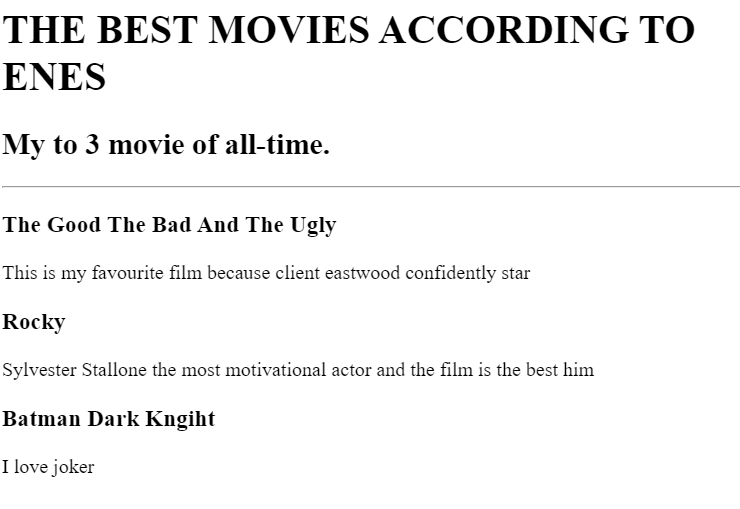 THE BEST MOVIES ACCORDING TO
ENES
My to 3 movie of all-time.
The Good The Bad And The Ugly
This is my favourite film because client eastwood confidently star
Rocky
Sylvester Stallone the most motivational actor and the film is the best him
Batman Dark Kngiht
I love joker